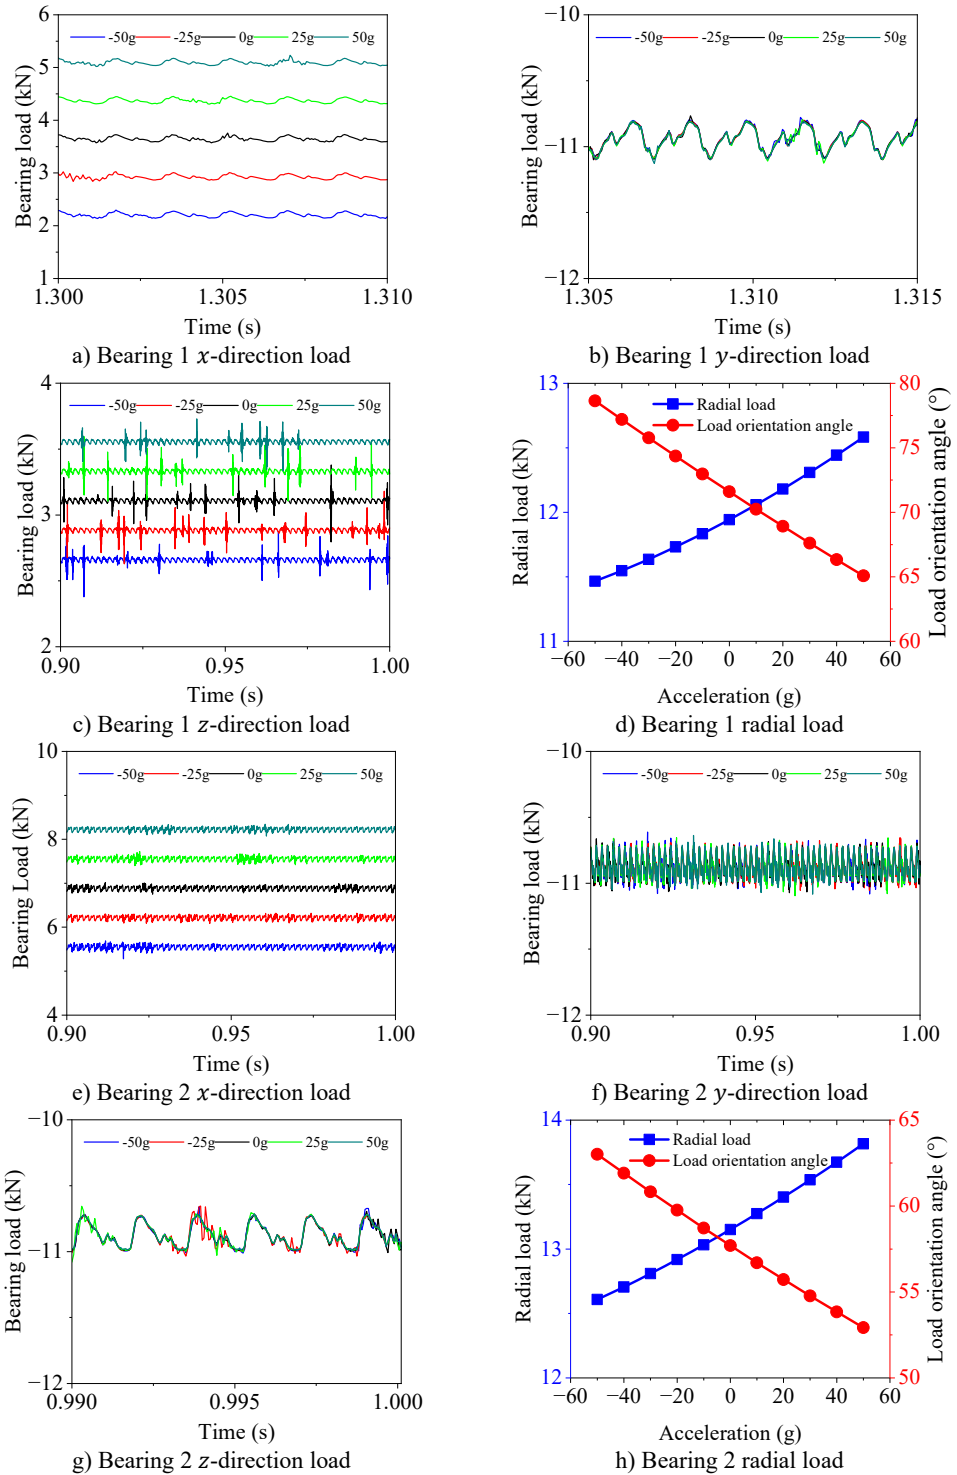 6
5
4
3
2
1
-50g -25g 0g 25g 50g
Bearing load (kN)
1.300 1.305 1.310
Time (s)
a) Bearing 1 x-direction load
−10
−11
−12
-50g -25g 0g 25g 50g
Bearing load (kN)
1.305 1.310 1.315
Time (s)
b) Bearing 1 y-direction load
4
3
2
-50g -25g 0g 25g 50g
Bearing load (kN)
0.90 0.95 1.00
Time (s)
c) Bearing 1 z-direction load
13
12
11
Radial load
Load orientation angle
Radial load (kN)
80
75
70
65
60
Load orientation angle (°)
−60 −40 −20 0 20 40 60
Acceleration (g)
d) Bearing 1 radial load
10
8
6
4
-50g -25g 0g 25g 50g
Bearing Load (kN)
0.90 0.95 1.00
Time (s)
e) Bearing 2 x-direction load
−10
−11
−12
-50g -25g 0g 25g 50g
Bearing load (kN)
0.90 0.95 1.00
Time (s)
f) Bearing 2 y-direction load
−10
−11
−12
-50g -25g 0g 25g 50g
Bearing load (kN)
0.990 0.995 1.000
Time (s)
g) Bearing 2 z-direction load
14
13
12
Radial load
Load orientation angle
Radial load (kN)
65
60
55
50
Load orientation angle (°)
−60 −40 −20 0 20 40 60
Acceleration (g)
h) Bearing 2 radial load